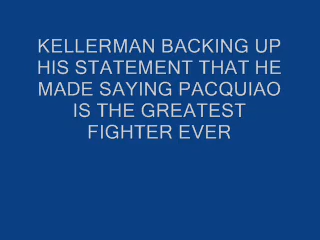 KELLERMAN BACKING UP
HIS STATEMENT THAT HE
MADE SAYING PACQUIAO
IS THE GREATEST
FIGHTER EVER